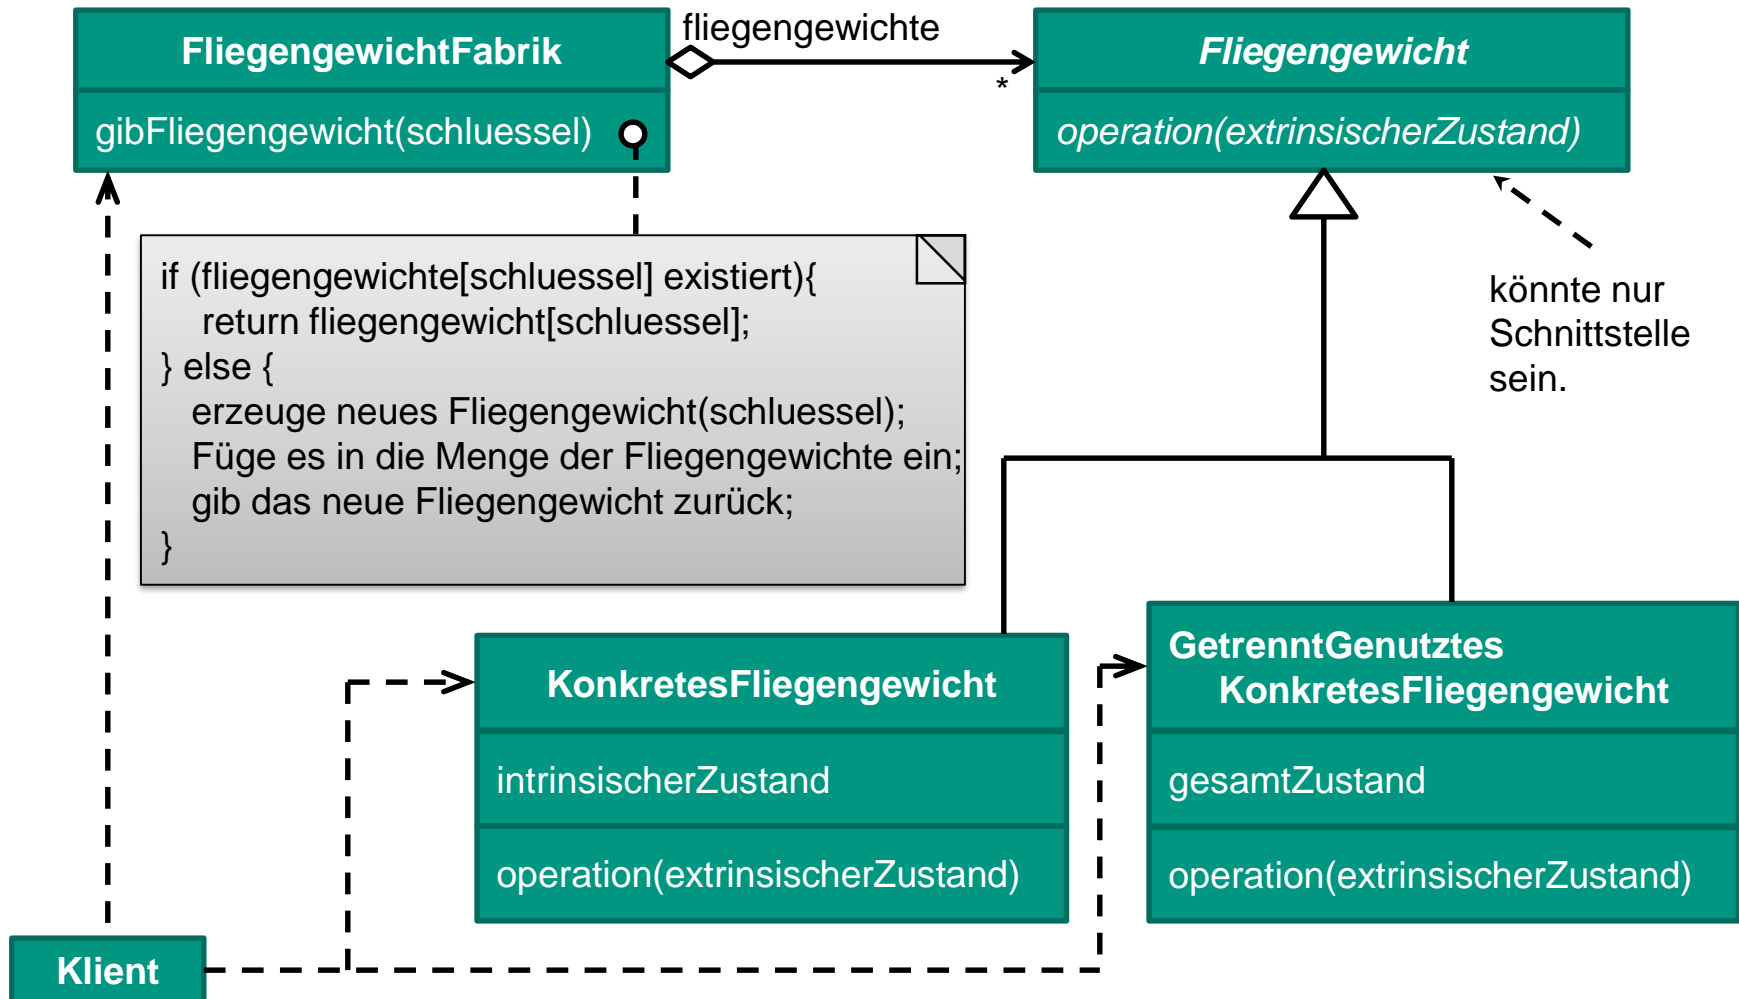 FliegengewichtFabrik
gibFliegengewicht(schluessel)
fliegengewichte
*
Fliegengewicht
operation(extrinsischerZustand)
if (fliegengewichte[schluessel] existiert){
return fliegengewicht[schluessel];
} else {
erzeuge neues Fliegengewicht(schluessel);
Füge es in die Menge der Fliegengewichte ein;
gib das neue Fliegengewicht zurück;
}
könnte nur
Schnittstelle
sein.
KonkretesFliegengewicht
intrinsischerZustand
operation(extrinsischerZustand)
GetrenntGenutztes
KonkretesFliegengewicht
gesamtZustand
operation(extrinsischerZustand)
Klient